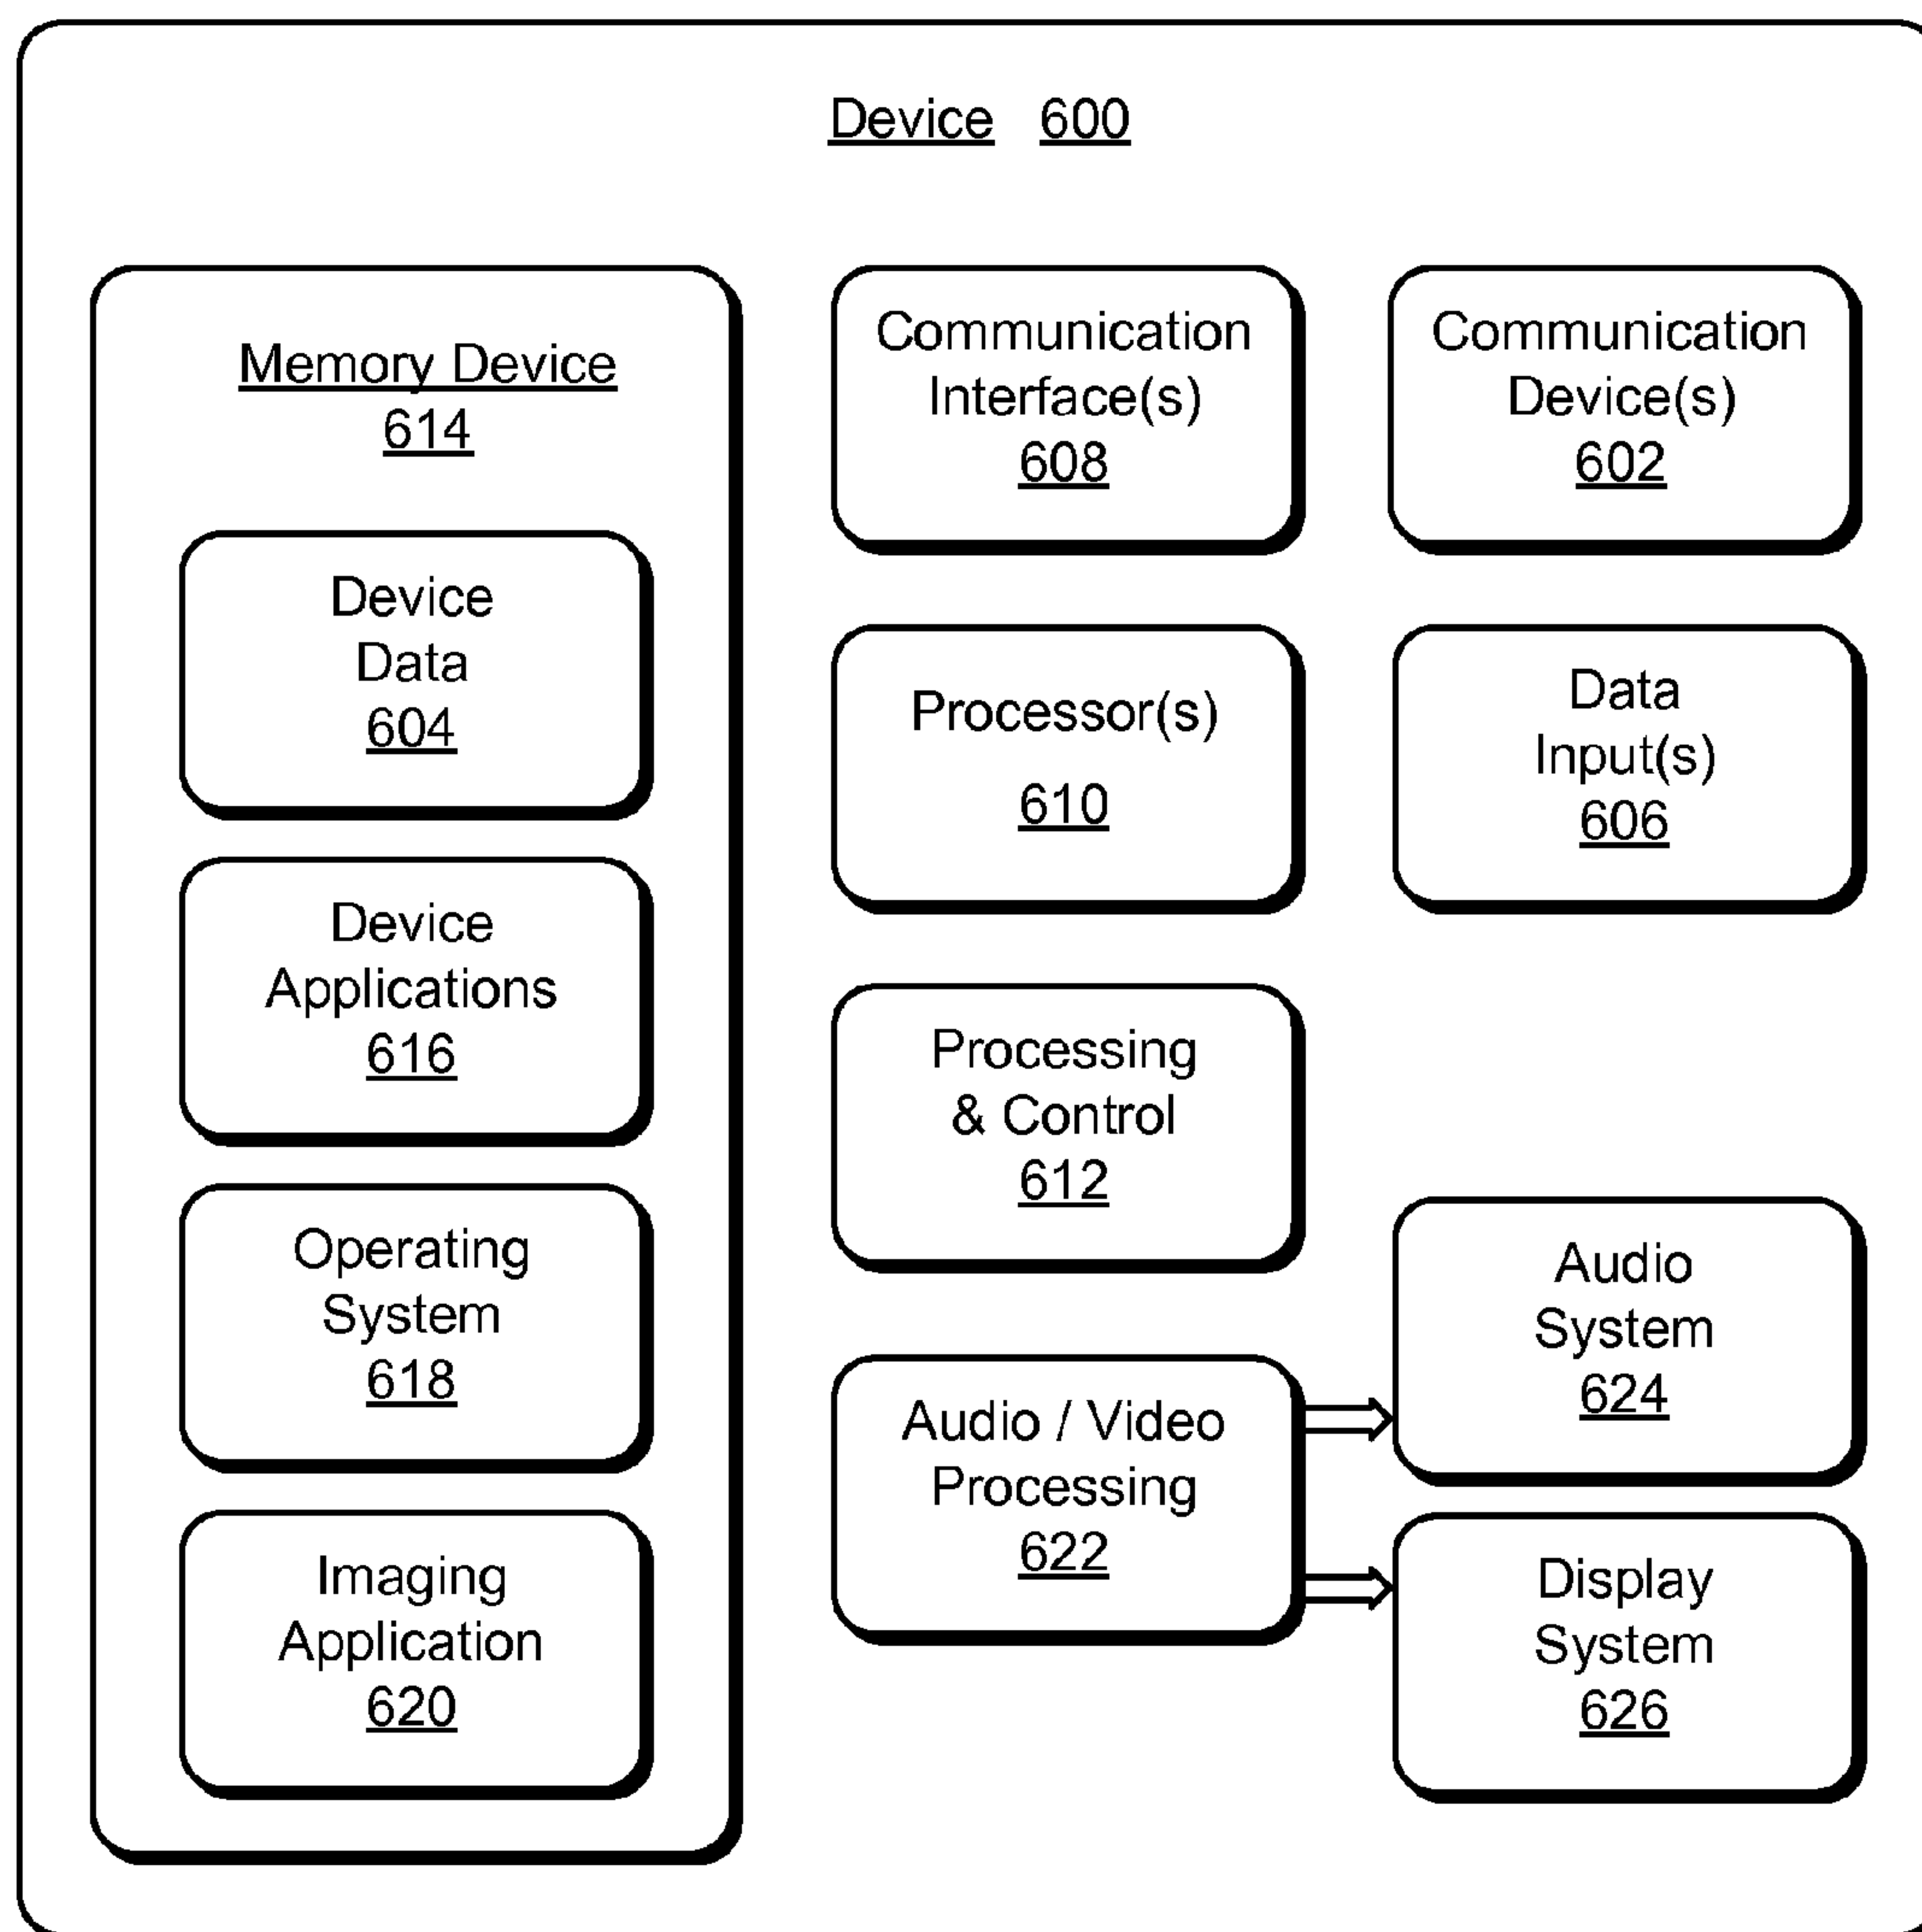 Device 600
Memory Device
614
Device
Data
604
Device
Applications
616
Operating
System
618
Imaging
Application
620
Communication
Interface(s)
608
Processor(s)
610
Processing
& Control
612
Audio / Video
Processing
622
Communication
Device(s)
602
Data
Input(s)
606
Audio
System
624
Display
System
626